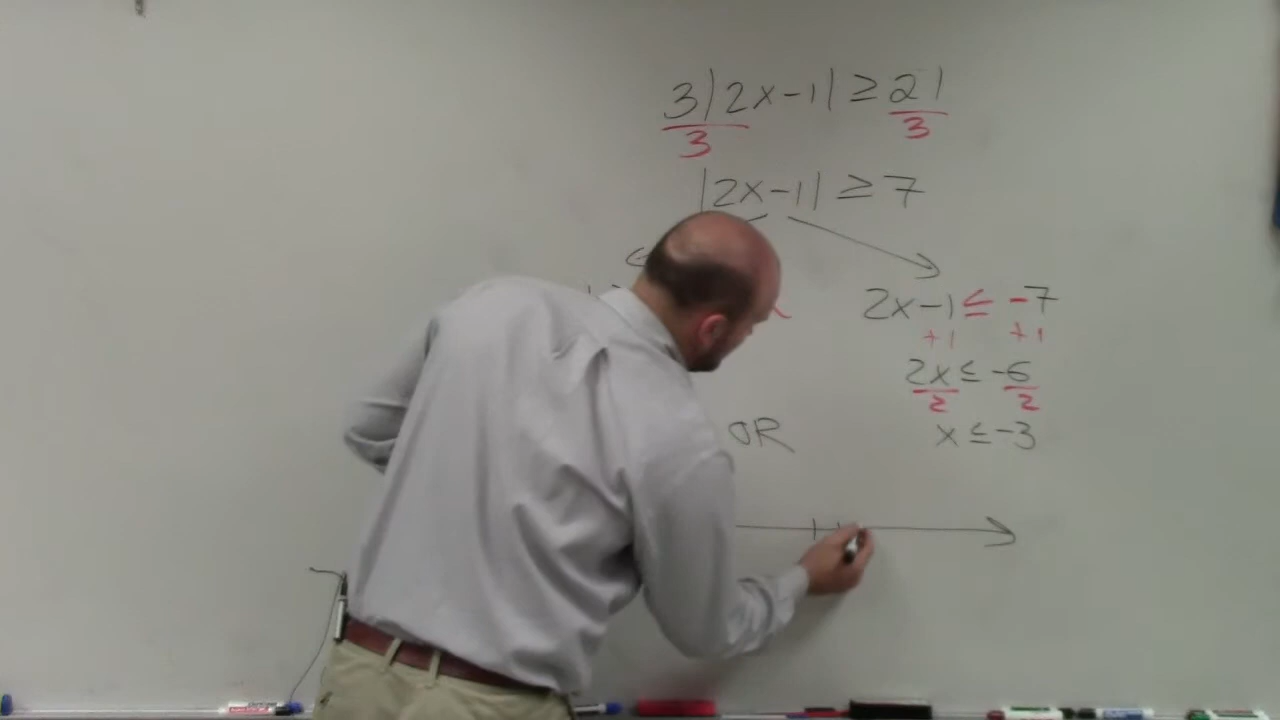 3|2x-1| ≥ 21
3 3
|2x-1| ≥ 7
2x-1 ≤ -7
+1 +1
2x ≤ -6
2 2
OR x ≤ -3